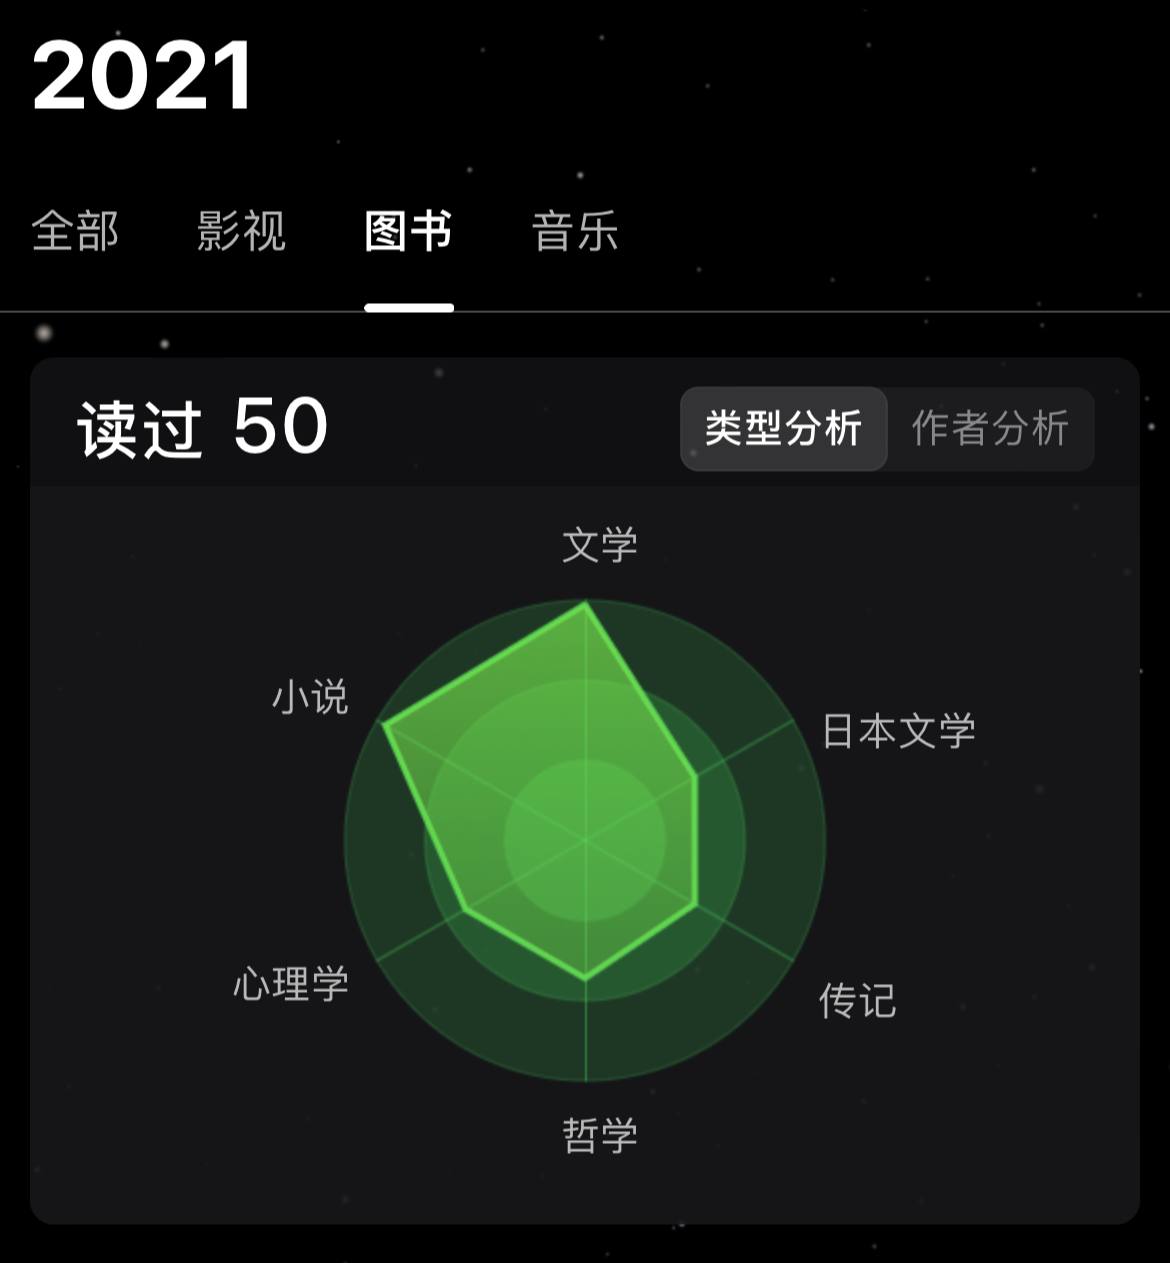 2021
全部 影视 图书 音乐
读过 50 类型分析 作者分析
文学
小说
日本文学
心理学
传记
哲学